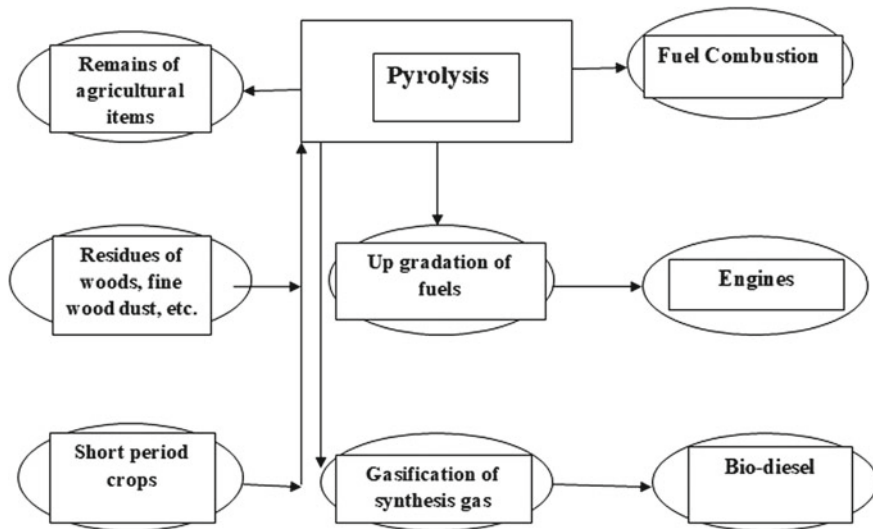 Remains of
agricultural
items
Pyrolysis
Fuel Combustion
Residues of
woods, fine
wood dust, etc.
Up gradation of
fuels
Engines
Short period
crops
Gasification of
synthesis gas
Bio-diesel